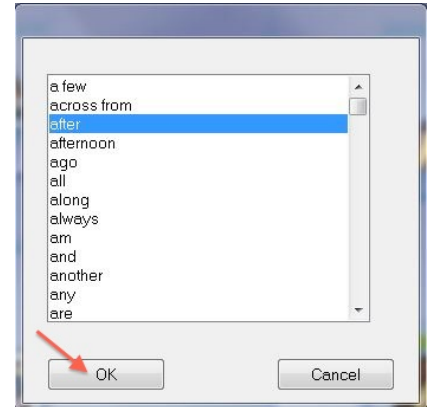 a few
across from
after
afternoon
ago
all
along
always
am
and
another
any
are
OK Cancel